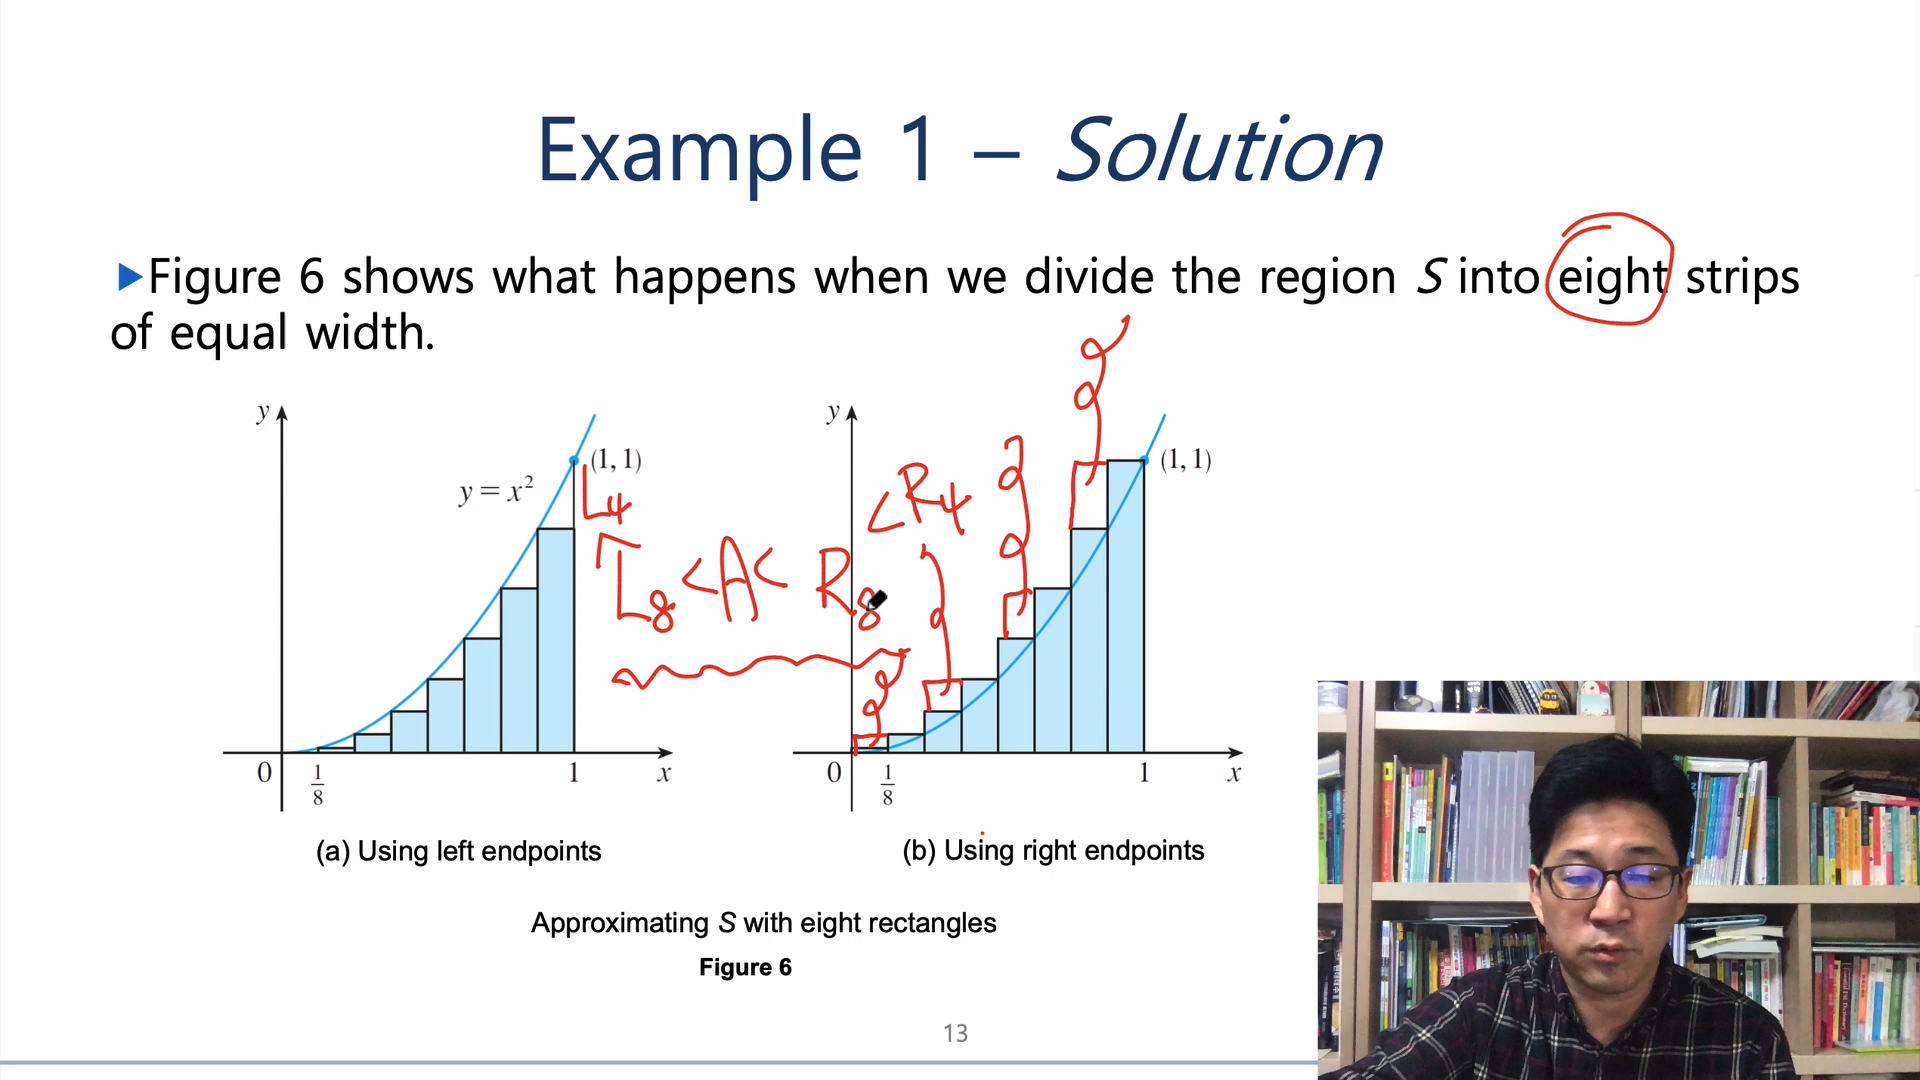 Example 1 – Solution
▶Figure 6 shows what happens when we divide the region S into eight strips
of equal width.
y
(1, 1)
y = x²
L₄
L₈ < A < R₈
< R₄
0
1/8
1
x
(a) Using left endpoints
y
(1, 1)
0
1/8
1
x
(b) Using right endpoints
Approximating S with eight rectangles
Figure 6
13